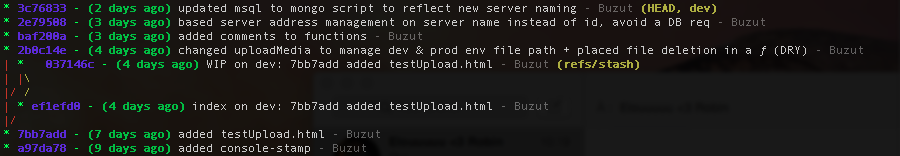 * 3c76833 - (2 days ago) updated msql to mongo script to reflect new server naming - Buzut (HEAD, dev)
* 2e79508 - (3 days ago) based server address management on server name instead of id, avoid a DB req - Buzut
* baf200a - (3 days ago) added comments to functions - Buzut
* 2b0c14e - (4 days ago) changed uploadMedia to manage dev & prod env file path + placed file deletion in a ƒ (DRY) - Buzut
| *   037146c - (4 days ago) WIP on dev: 7bb7add added testUpload.html - Buzut (refs/stash)
| |\
|/ /
| * ef1efd0 - (4 days ago) index on dev: 7bb7add added testUpload.html - Buzut
|/
* 7bb7add - (7 days ago) added testUpload.html - Buzut
* a97da78 - (9 days ago) added console-stamp - Buzut